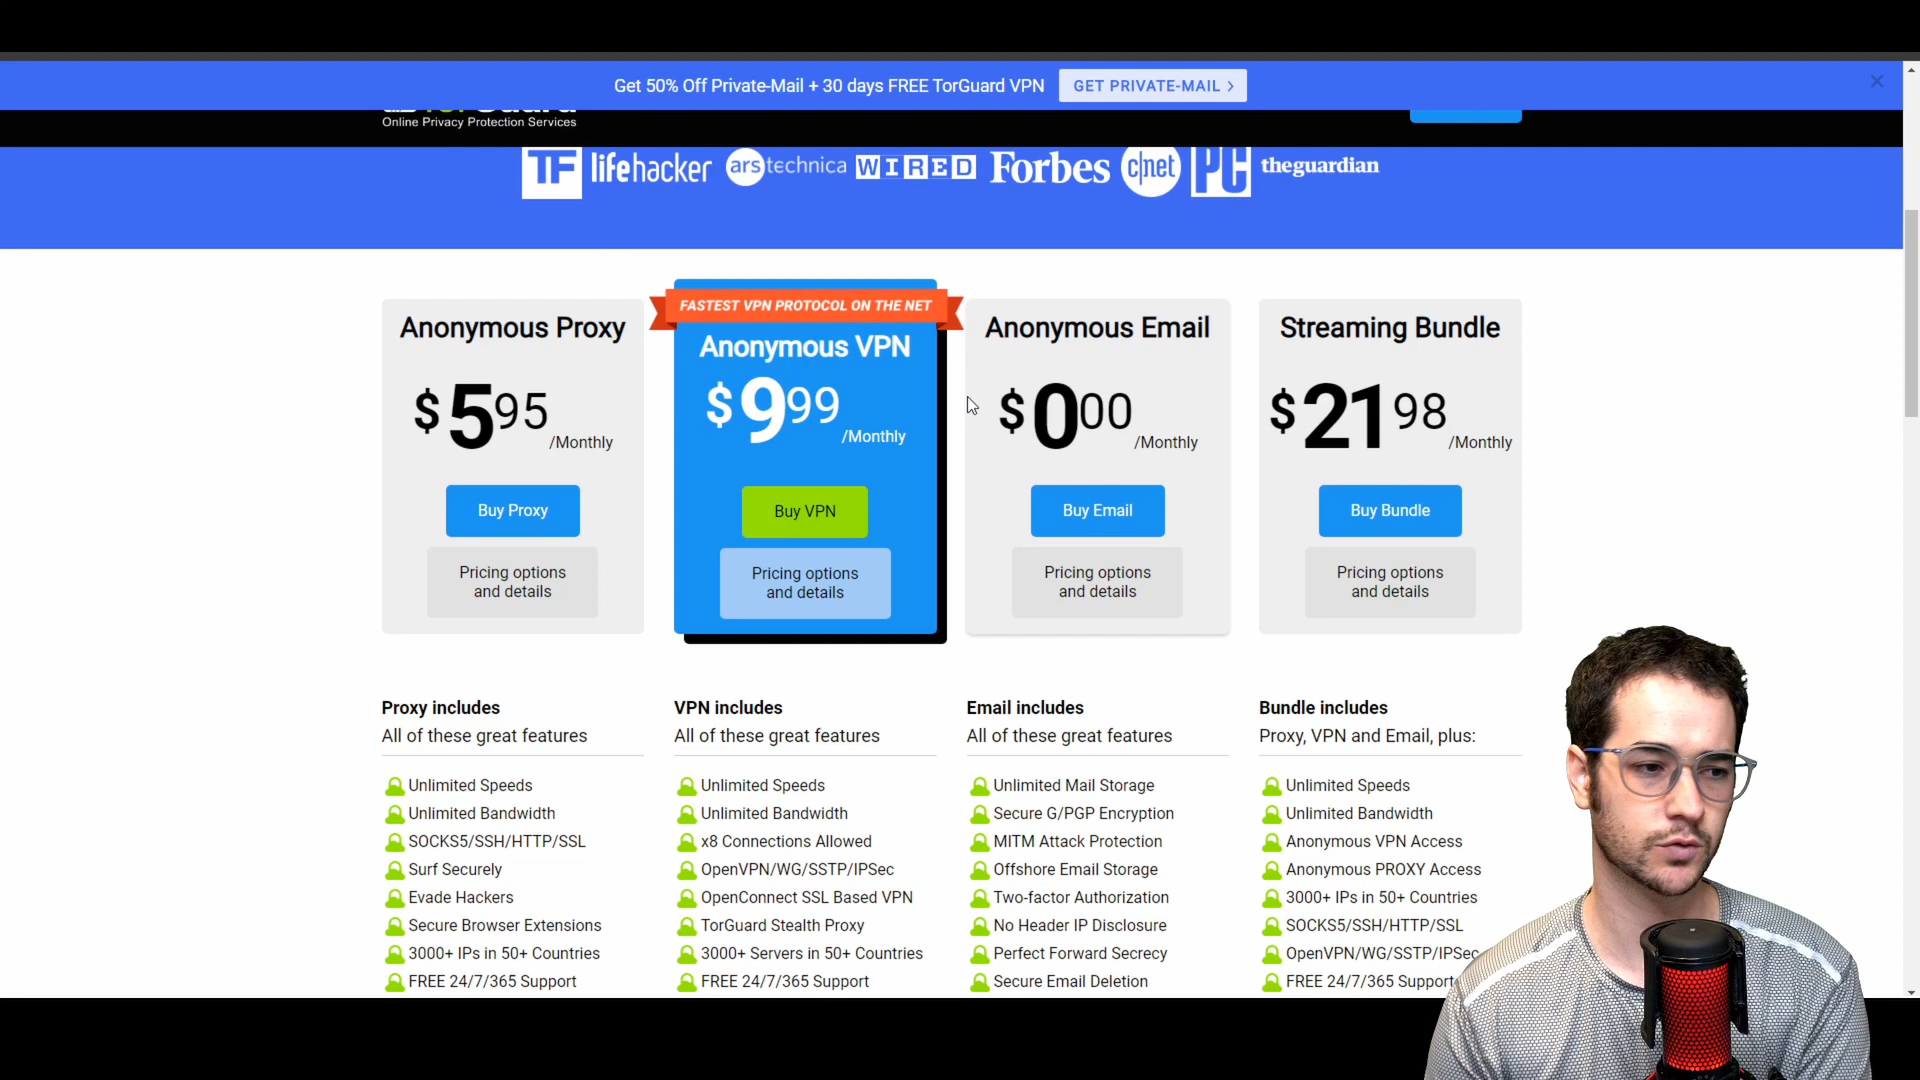 Get 50% Off Private-Mail + 30 days FREE TorGuard VPN
GET PRIVATE-MAIL >
Online Privacy Protection Services
TF lifehacker ars technica WIRED Forbes c|net PC theguardian
Anonymous Proxy
$5 95 /Monthly
Buy Proxy
Pricing options
and details
FASTEST VPN PROTOCOL ON THE NET
Anonymous VPN
$9 99 /Monthly
Buy VPN
Pricing options
and details
Anonymous Email
$0 00 /Monthly
Buy Email
Pricing options
and details
Streaming Bundle
$21 98 /Monthly
Buy Bundle
Pricing options
and details
Proxy includes
All of these great features
Unlimited Speeds
Unlimited Bandwidth
SOCKS5/SSH/HTTP/SSL
Surf Securely
Evade Hackers
Secure Browser Extensions
3000+ IPs in 50+ Countries
FREE 24/7/365 Support
VPN includes
All of these great features
Unlimited Speeds
Unlimited Bandwidth
x8 Connections Allowed
OpenVPN/WG/SSTP/IPSec
OpenConnect SSL Based VPN
TorGuard Stealth Proxy
3000+ Servers in 50+ Countries
FREE 24/7/365 Support
Email includes
All of these great features
Unlimited Mail Storage
Secure G/PGP Encryption
MITM Attack Protection
Offshore Email Storage
Two-factor Authorization
No Header IP Disclosure
Perfect Forward Secrecy
Secure Email Deletion
Bundle includes
Proxy, VPN and Email, plus:
Unlimited Speeds
Unlimited Bandwidth
Anonymous VPN Access
Anonymous PROXY Access
3000+ IPs in 50+ Countries
SOCKS5/SSH/HTTP/SSL
OpenVPN/WG/SSTP/IPSec
FREE 24/7/365 Support